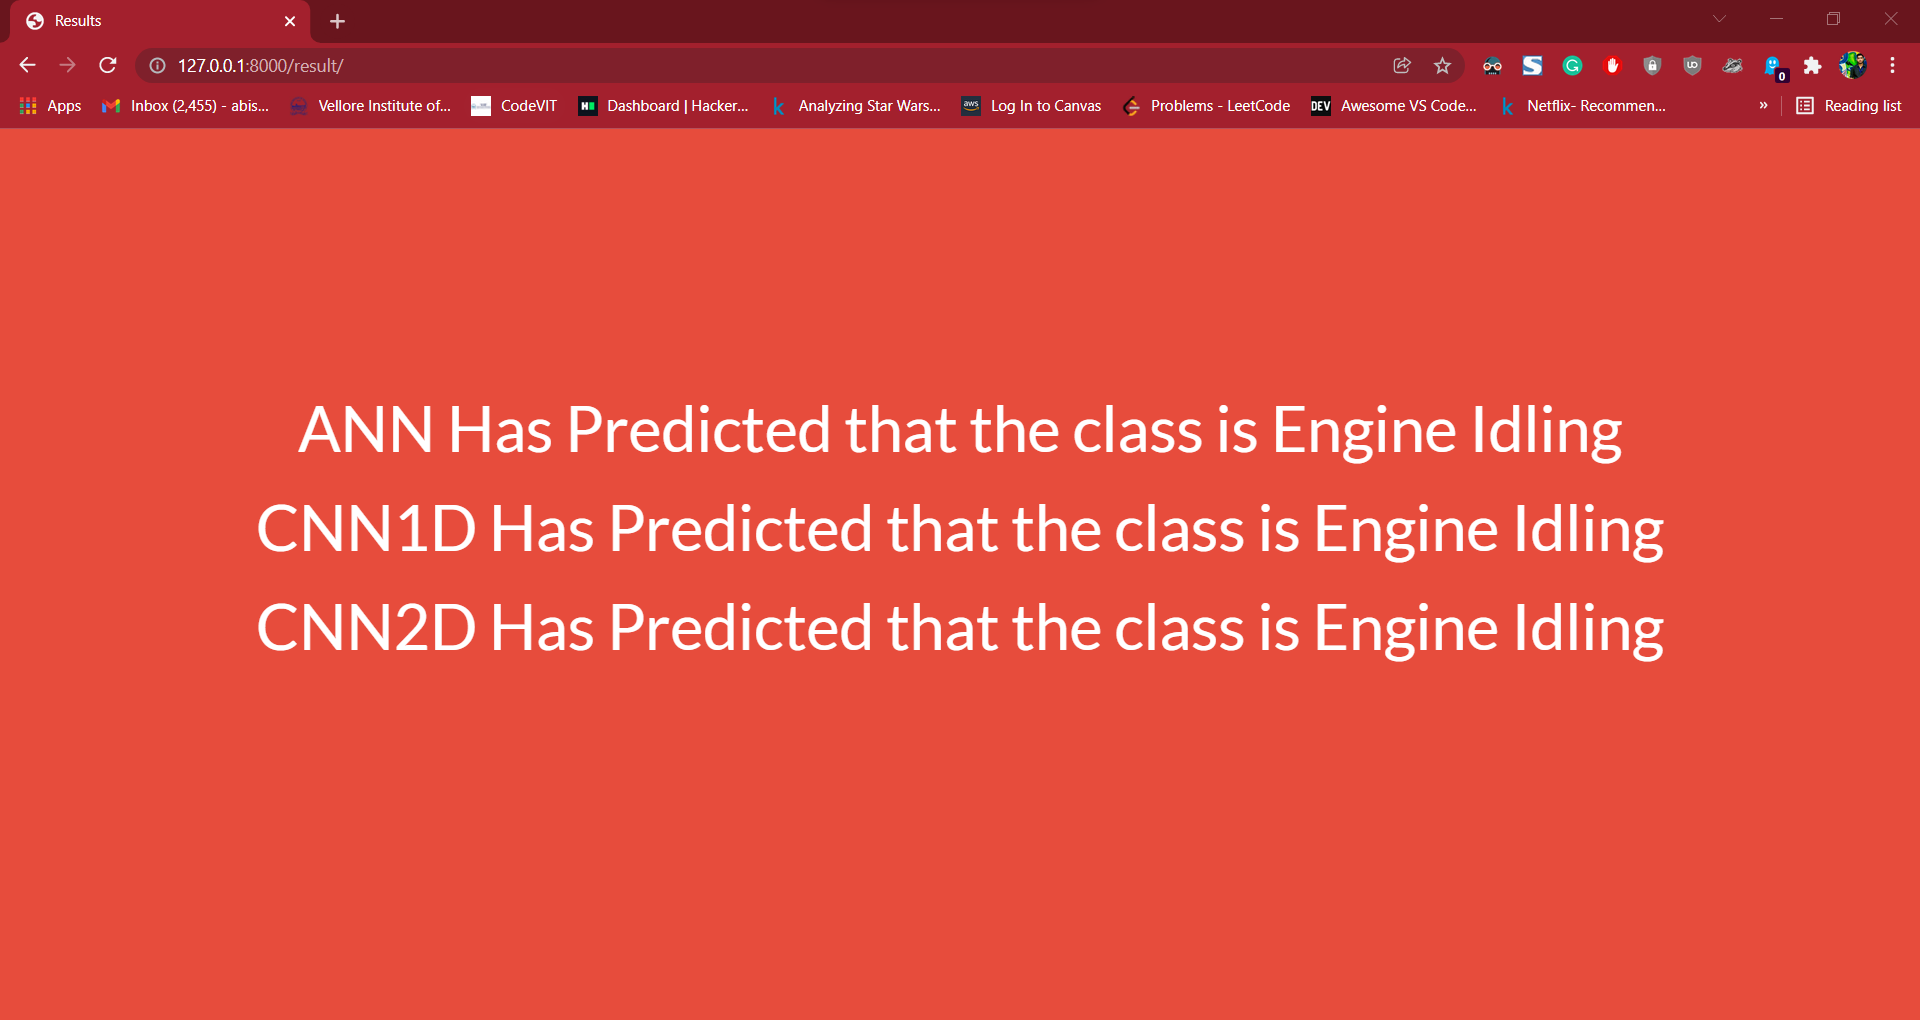 Results
127.0.0.1:8000/result/
0
Apps
Inbox (2,455) - abis...
Vellore Institute of...
CodeVIT
Dashboard | Hacker...
Analyzing Star Wars...
aws
Log In to Canvas
Problems - LeetCode
DEV
Awesome VS Code...
Netflix- Recommen...
»
Reading list
ANN Has Predicted that the class is Engine Idling
CNN1D Has Predicted that the class is Engine Idling
CNN2D Has Predicted that the class is Engine Idling